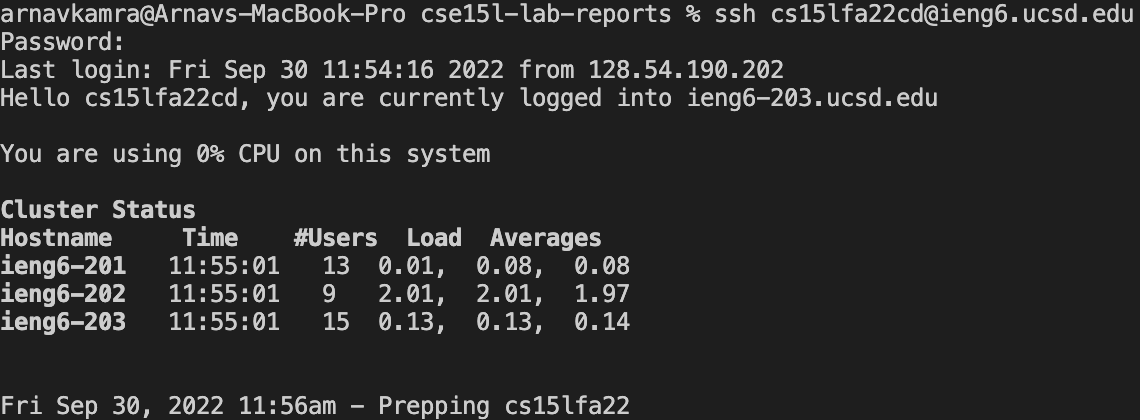 arnavkamra@Arnavs-MacBook-Pro cse15l-lab-reports % ssh cs15lfa22cd@ieng6.ucsd.edu
Password:
Last login: Fri Sep 30 11:54:16 2022 from 128.54.190.202
Hello cs15lfa22cd, you are currently logged into ieng6-203.ucsd.edu
You are using 0% CPU on this system
Cluster Status
Hostname     Time    #Users  Load  Averages
ieng6-201   11:55:01   13  0.01,  0.08,  0.08
ieng6-202   11:55:01   9   2.01,  2.01,  1.97
ieng6-203   11:55:01   15  0.13,  0.13,  0.14
Fri Sep 30, 2022 11:56am - Prepping cs15lfa22